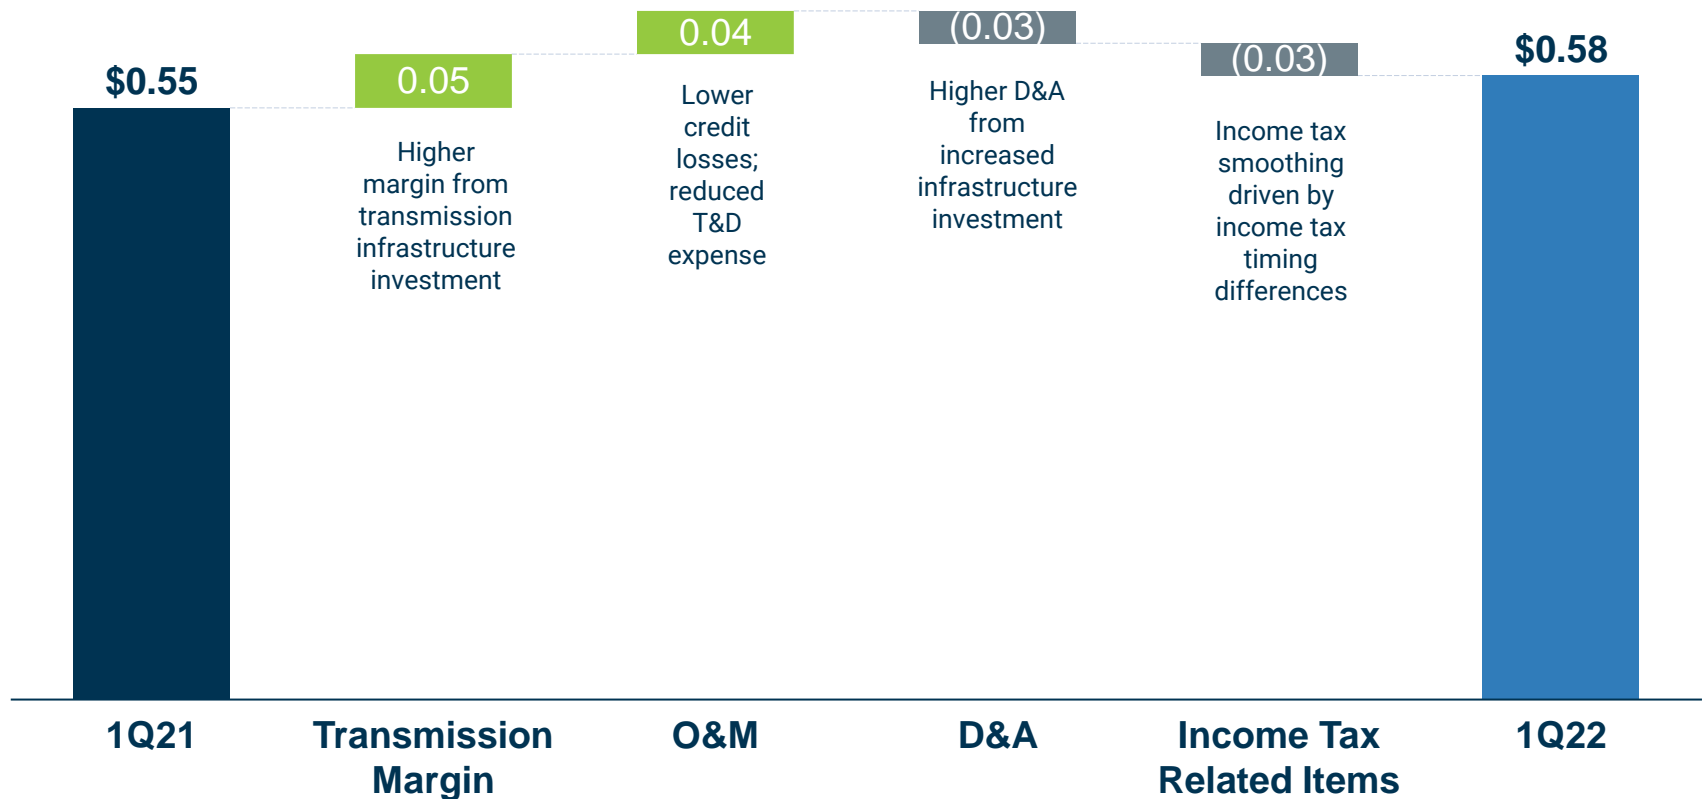 $0.55
0.05
Higher
margin from
transmission
infrastructure
investment
0.04
Lower
credit
losses;
reduced
T&D
expense
(0.03)
Higher D&A
from
increased
infrastructure
investment
(0.03)
Income tax
smoothing
driven by
income tax
timing
differences
$0.58
1Q21
Transmission
Margin
O&M
D&A
Income Tax
Related Items
1Q22